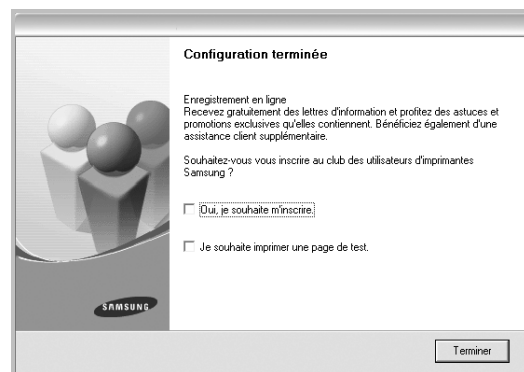 Configuration terminée
Enregistrement en ligne
Recevez gratuitement des lettres d'information et profitez des astuces et
promotions exclusives qu'elles contiennent. Bénéficiez également d'une
assistance client supplémentaire.
Souhaitez-vous vous inscrire au club des utilisateurs d'imprimantes
Samsung ?
Oui, je souhaite m'inscrire.
Je souhaite imprimer une page de test.
SAMSUNG
Terminer